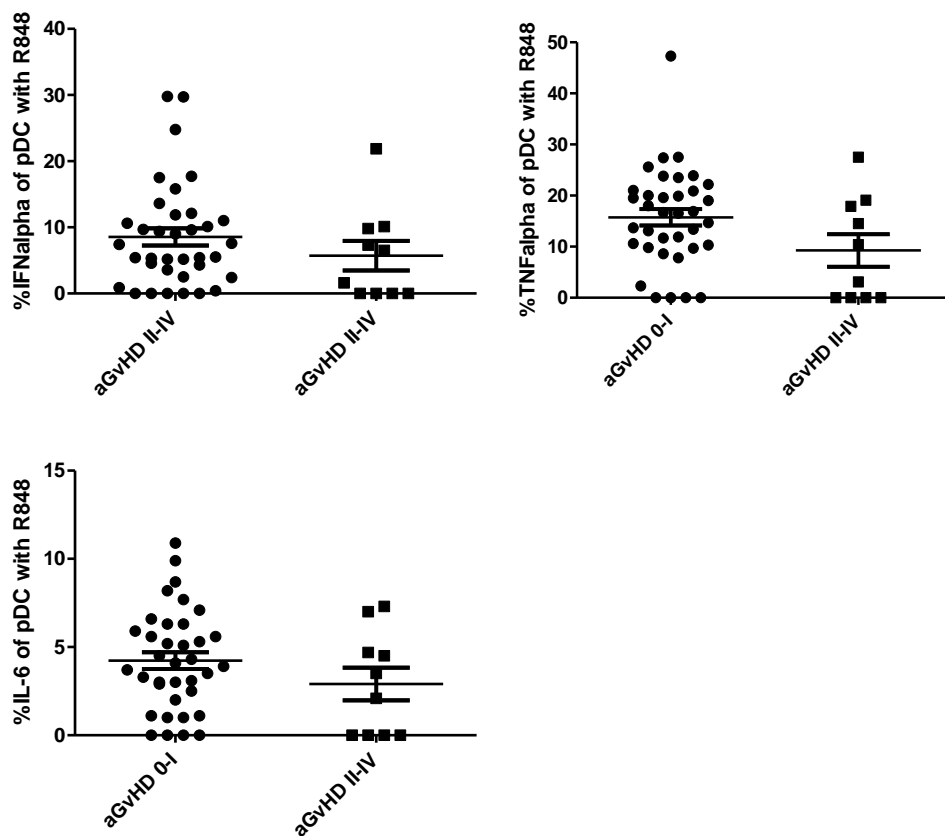 %IFNalpha of pDC with R848
40
30
20
10
0
aGvHD II-IV
aGvHD II-IV
%TNFalpha of pDC with R848
50
40
30
20
10
0
aGvHD 0-I
aGvHD II-IV
%IL-6 of pDC with R848
15
10
5
0
aGvHD 0-I
aGvHD II-IV